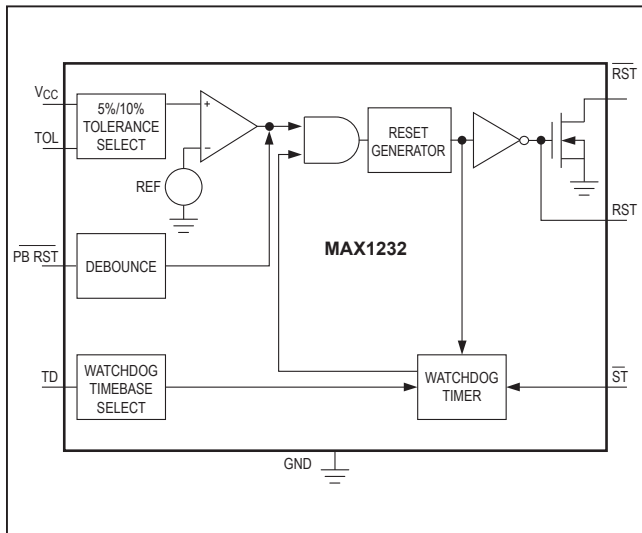 VCC
5%/10%
TOLERANCE
SELECT
TOL
+
−
REF
RESET
GENERATOR
RST
RST
PB RST
DEBOUNCE
MAX1232
TD
WATCHDOG
TIMEBASE
SELECT
WATCHDOG
TIMER
ST
GND